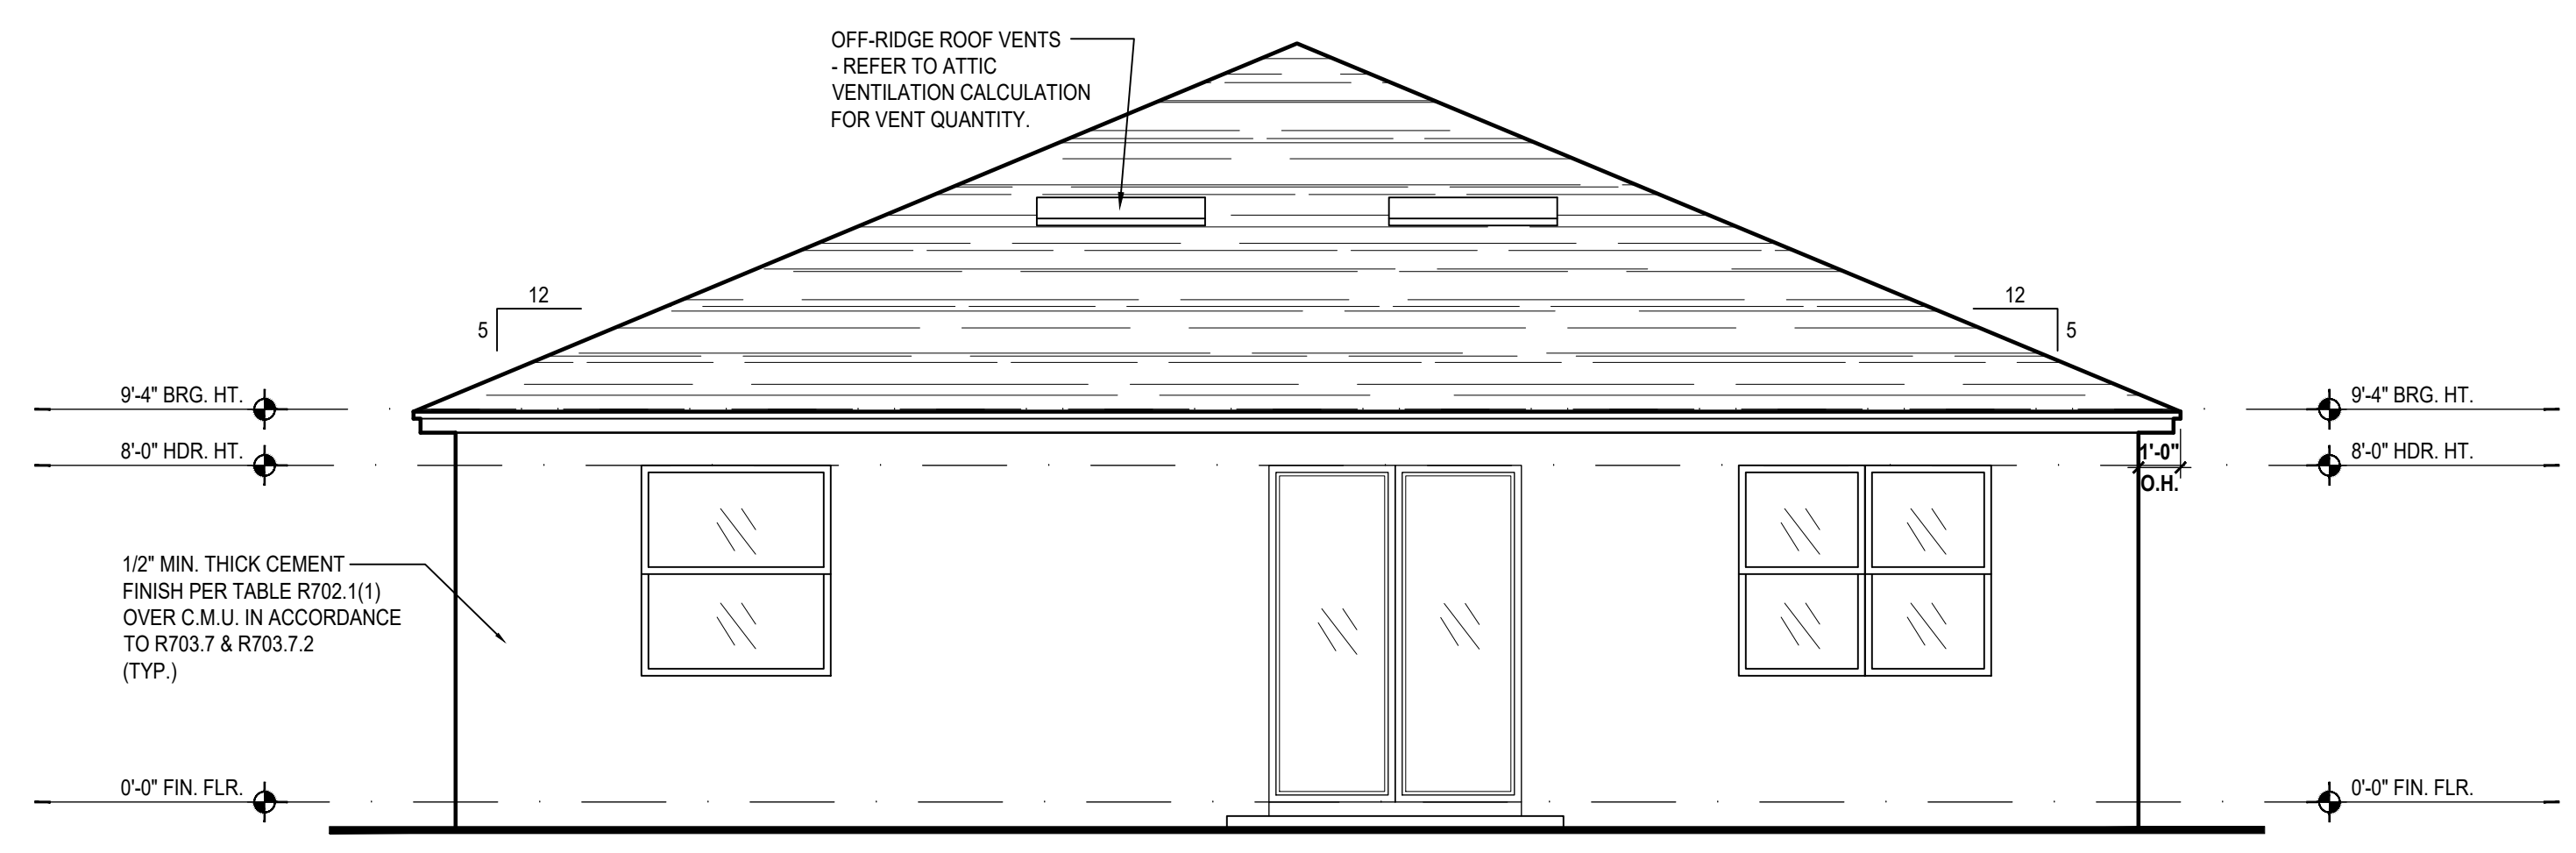 OFF-RIDGE ROOF VENTS
- REFER TO ATTIC
VENTILATION CALCULATION
FOR VENT QUANTITY.
12
5
12
5
9'-4" BRG. HT.
9'-4" BRG. HT.
8'-0" HDR. HT.
1'-0"
O.H.
8'-0" HDR. HT.
1/2" MIN. THICK CEMENT
FINISH PER TABLE R702.1(1)
OVER C.M.U. IN ACCORDANCE
TO R703.7 & R703.7.2
(TYP.)
0'-0" FIN. FLR.
0'-0" FIN. FLR.